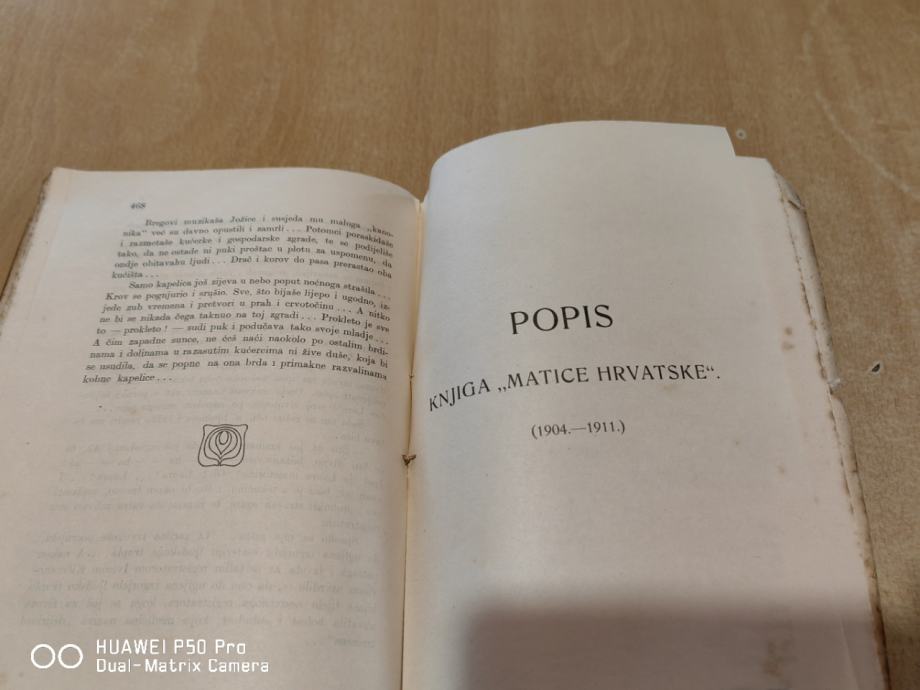 468
Bregovi muzikaša Jožice i susjeda mu maloga „kano-
nika“ već su davno opustili i zamrli... Potomci poraskidaše
i razmetaše kućerke i gospodarske zgrade, te se podijeliše
tako, da ne ostade ni puki proštac u plotu za uspomenu, da
ondje obitavahu ljudi... Drač i korov do pasa prerastao oba
kućišta...
Samo kapelica još zijeva u nebo poput noćnoga strašila...
Krov se pognjurio i srušio. Sve, što bijaše lijepo i ugodno, iz-
jede zub vremena i pretvori u prah i crvotočinu... A nitko
ne bi se nikada čega taknuo na toj zgradi... Prokleto je sve
to — prokleto! — sudi puk i podučava tako svoje mladje...
A čim zapadne sunce, ne ćeš naći naokolo po ostalim brdi-
nama i dolinama u razasutim kućercima ni žive duše, koja bi
se usudila, da se popne na ona brda i primakne razvalinama
kobne kapelice...
POPIS
KNJIGA „MATICE HRVATSKE“.
(1904.—1911.)
HUAWEI P50 Pro
Dual-Matrix Camera